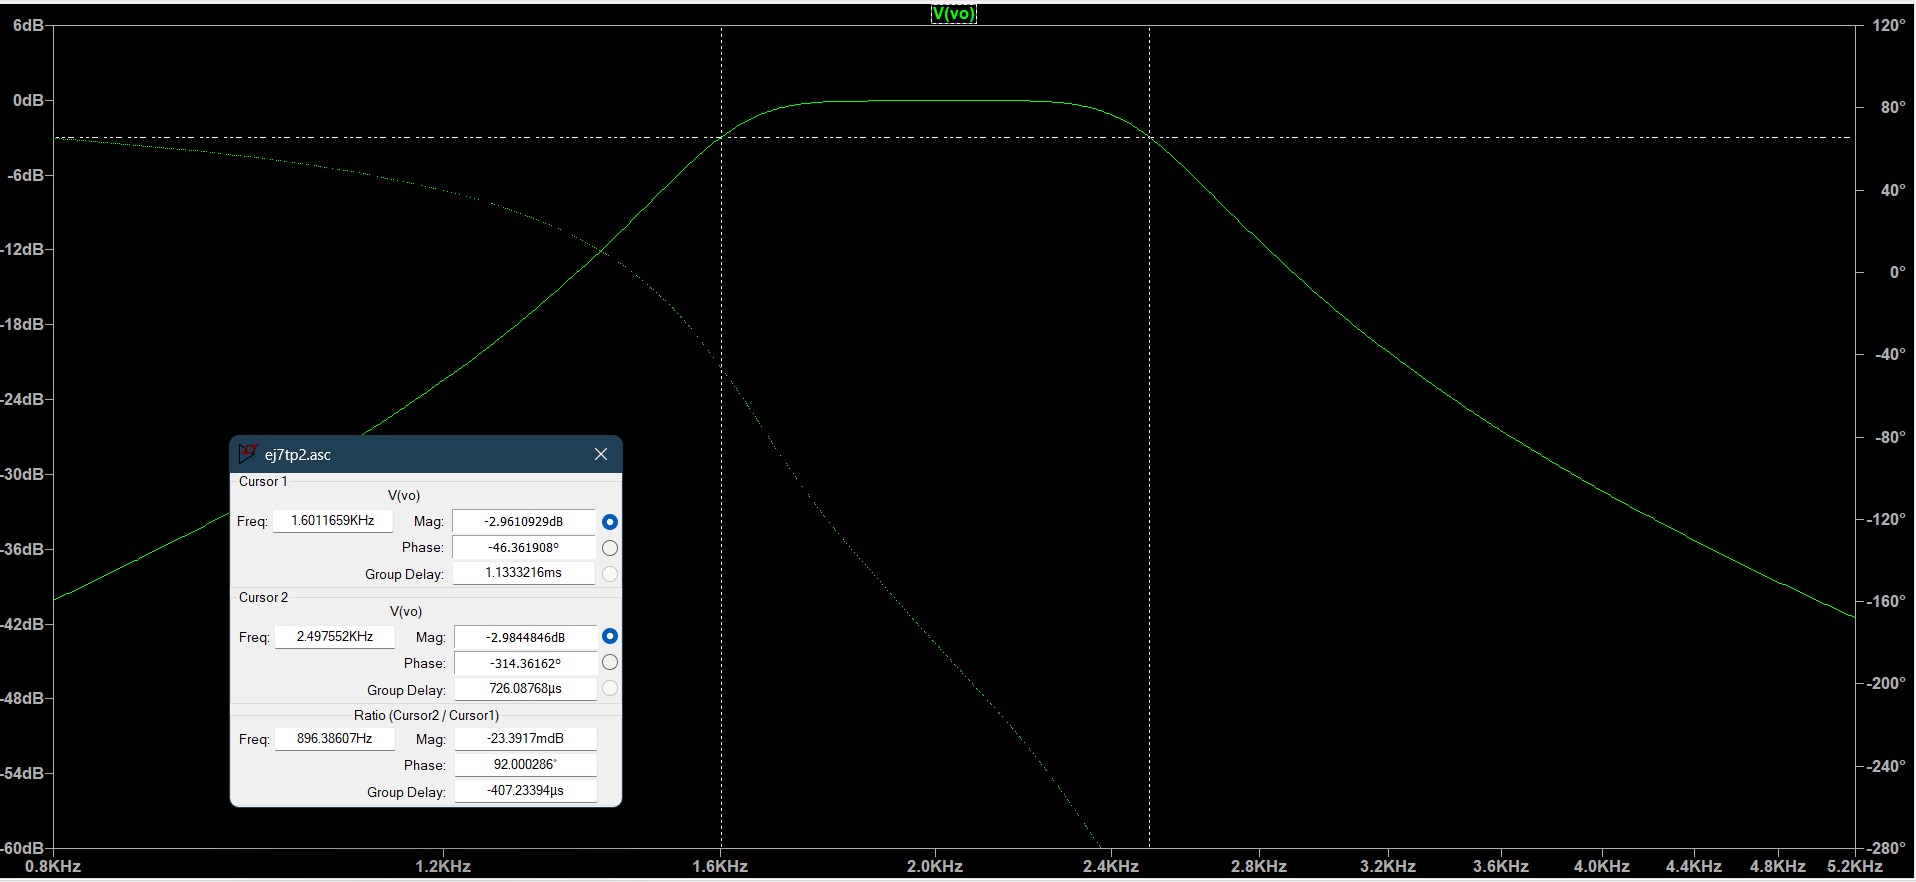 V(vo)
6dB
0dB
-6dB
-12dB
-18dB
-24dB
-30dB
-36dB
-42dB
-48dB
-54dB
-60dB
120°
80°
40°
0°
-40°
-80°
-120°
-160°
-200°
-240°
-280°
0.8KHz 1.2KHz 1.6KHz 2.0KHz 2.4KHz 2.8KHz 3.2KHz 3.6KHz 4.0KHz 4.4KHz 4.8KHz 5.2KHz
ej7tp2.asc
Cursor 1
V(vo)
Freq: 1.6011659KHz Mag: -2.9610929dB
Phase: -46.361908°
Group Delay: 1.1333216ms
Cursor 2
V(vo)
Freq: 2.497552KHz Mag: -2.9844846dB
Phase: -314.36162°
Group Delay: 726.08768µs
Ratio (Cursor2 / Cursor1)
Freq: 896.38607Hz Mag: -23.3917mdB
Phase: 92.000286°
Group Delay: -407.23394µs